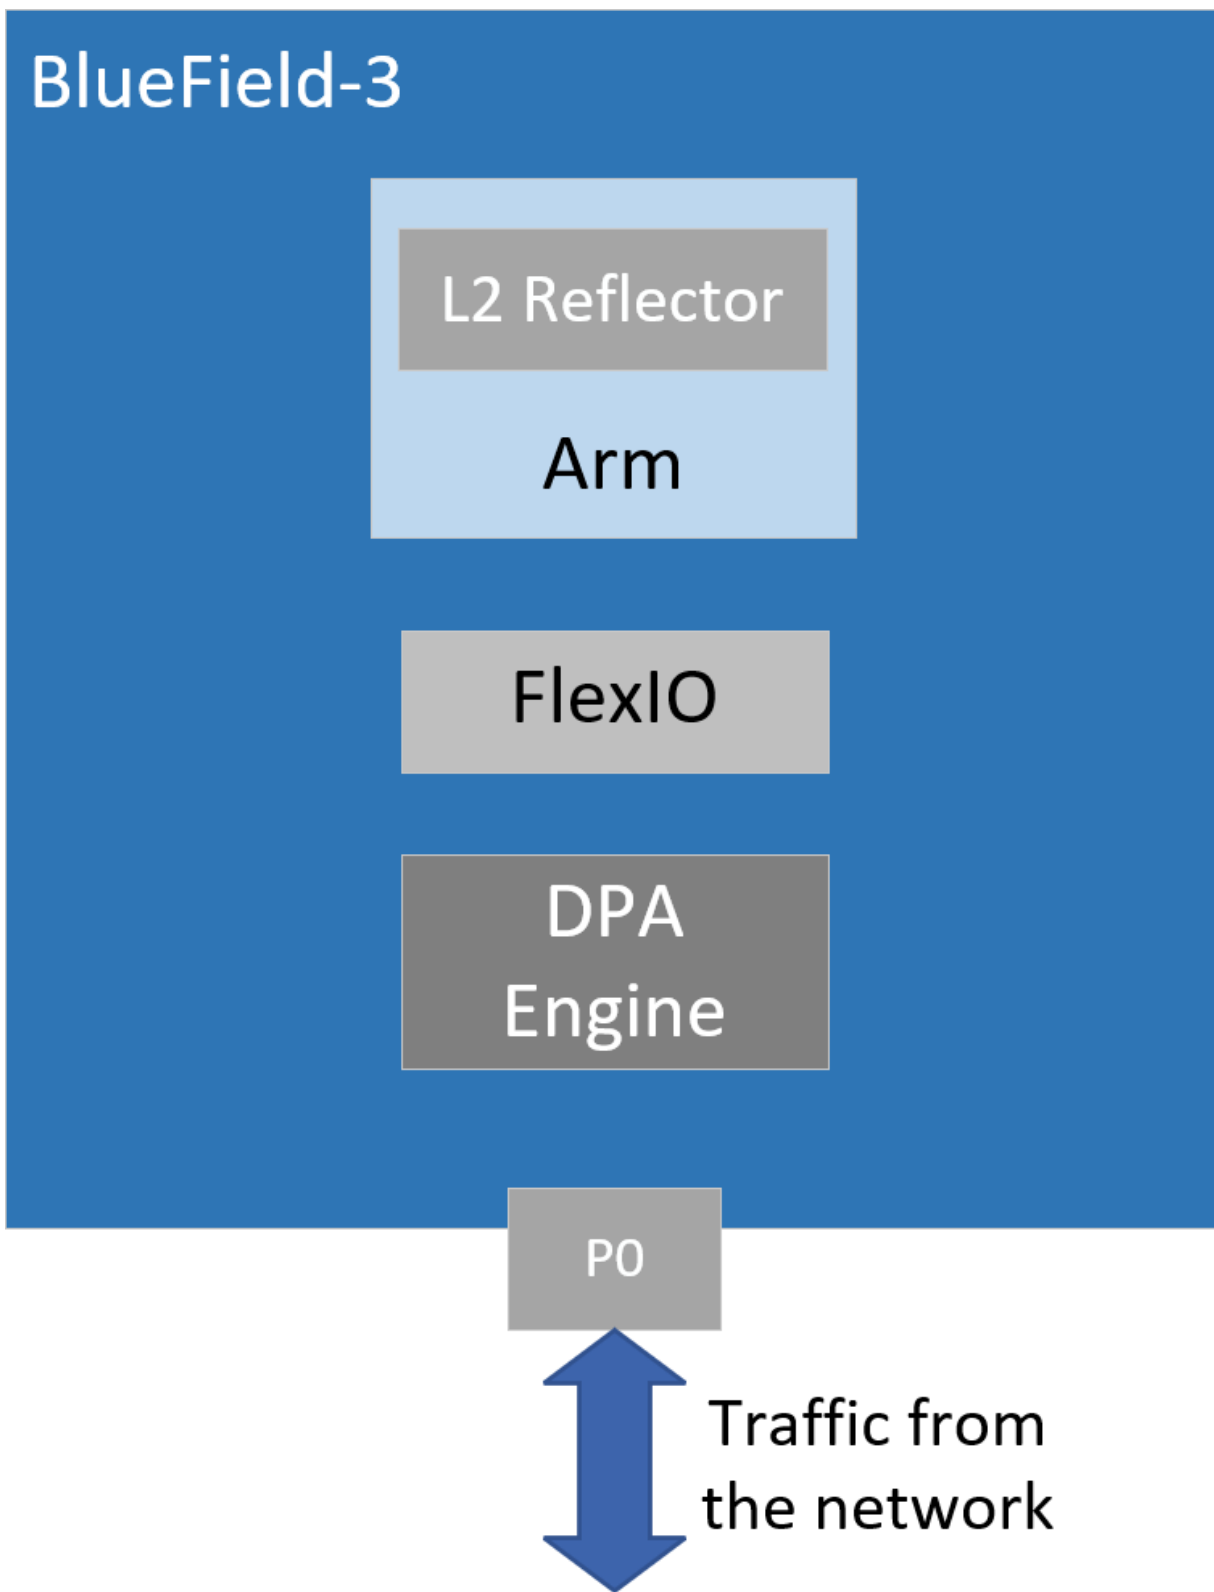 BlueField-3
L2 Reflector
Arm
FlexIO
DPA
Engine
P0
Traffic from
the network